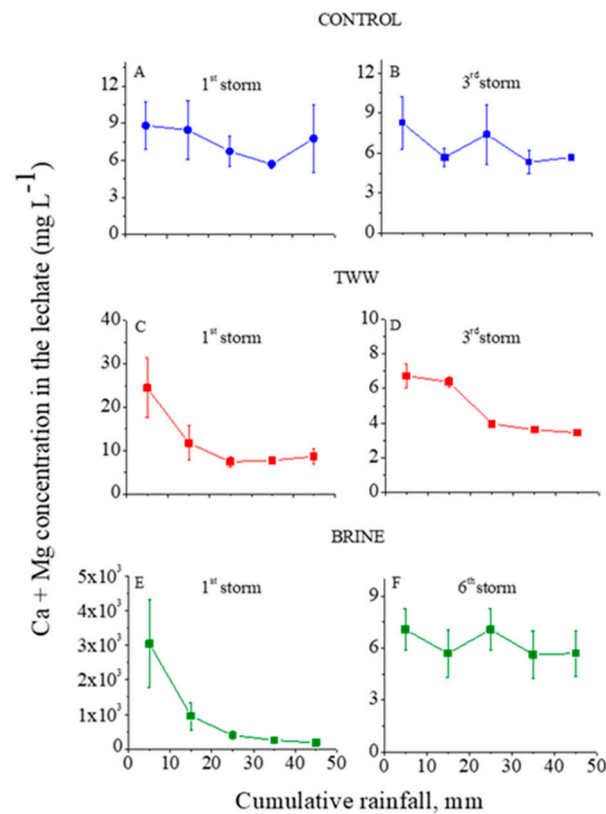 CONTROL
A 1st storm
12
9
6
3
0
B 3rd storm
12
9
6
3
0
TWW
C 1st storm
40
30
20
10
0
D 3rd storm
10
8
6
4
2
0
BRINE
E 1st storm
5x10³
4x10³
3x10³
2x10³
1x10³
0
F 6th storm
9
6
3
0
0 10 20 30 40 50
0 10 20 30 40 50
Cumulative rainfall, mm
Ca + Mg concentration in the lechate (mg L⁻¹)